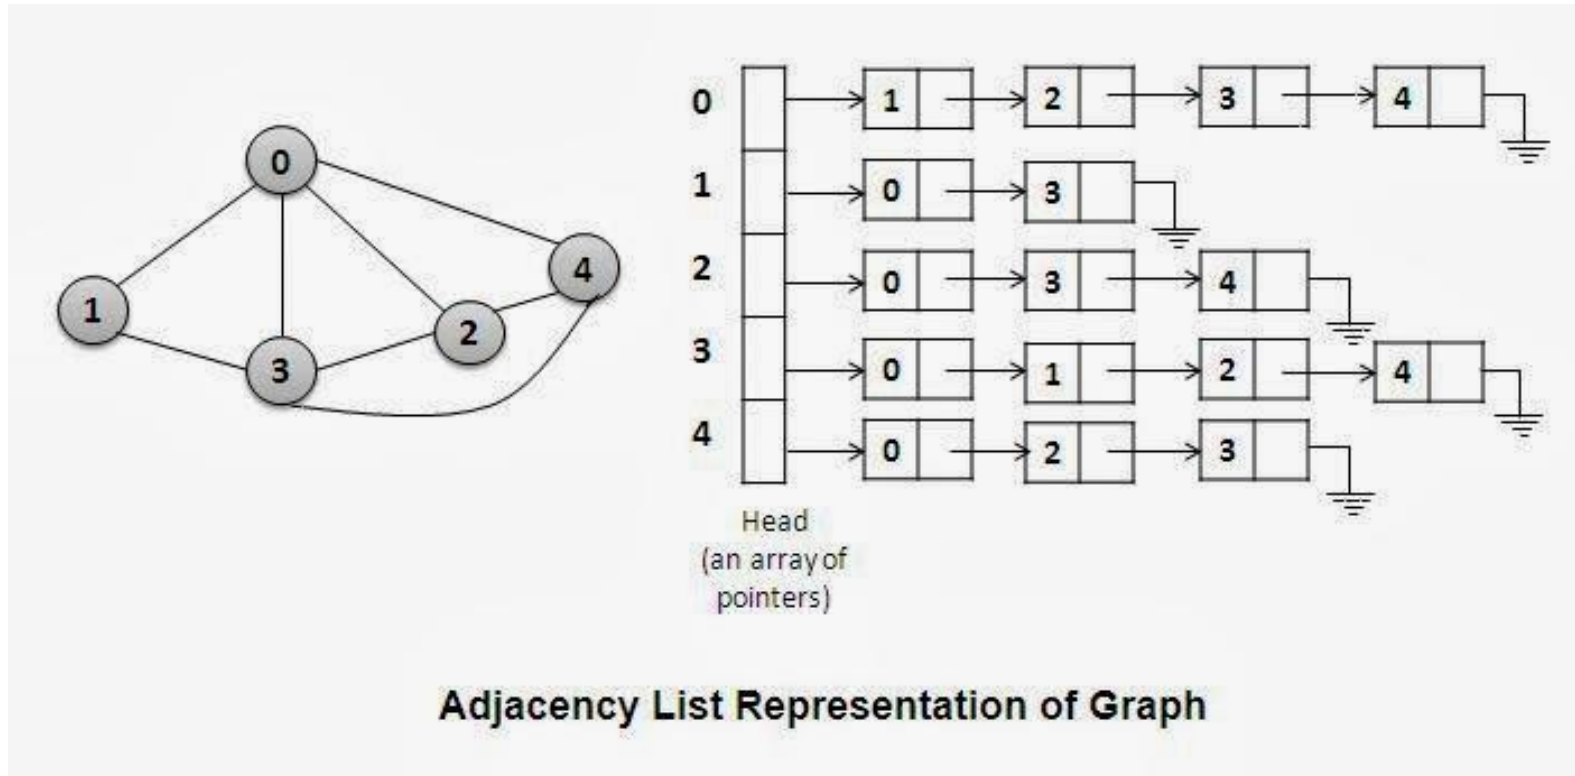 0
1
2
3
4
0 1 2 3 4
1 0 3
2 0 3 4
3 0 1 2 4
4 0 2 3
Head
(an array of
pointers)
Adjacency List Representation of Graph